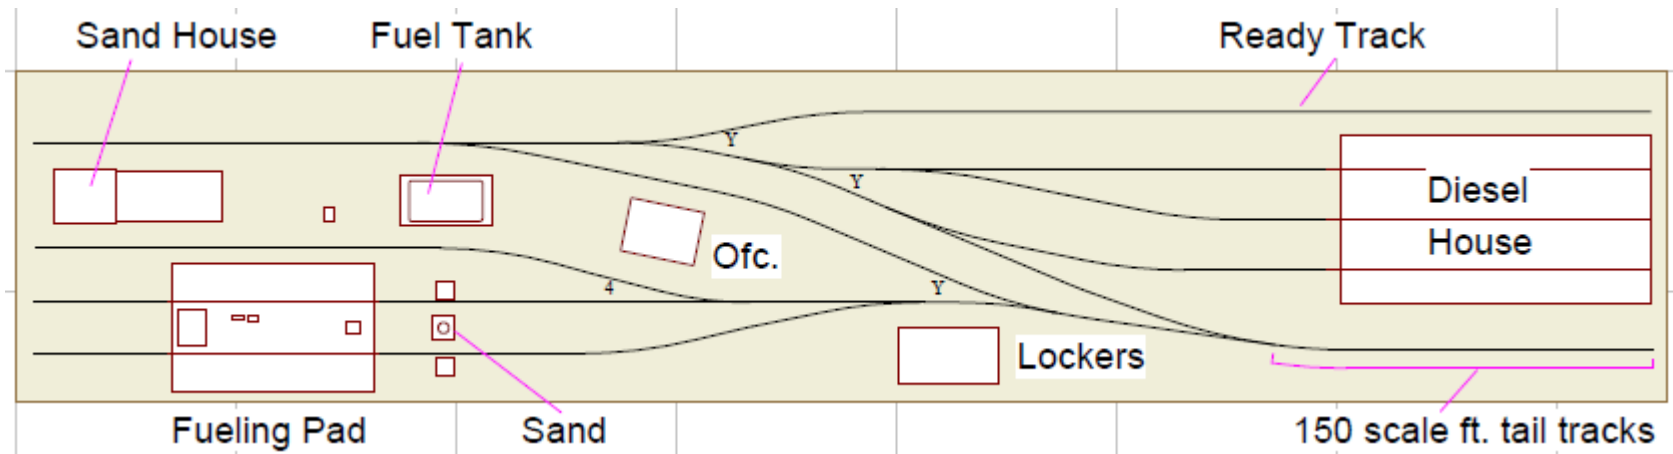 Sand House
Fuel Tank
Ready Track
Y
Y
Diesel
House
Ofc.
4
Y
Lockers
Fueling Pad
Sand
150 scale ft. tail tracks